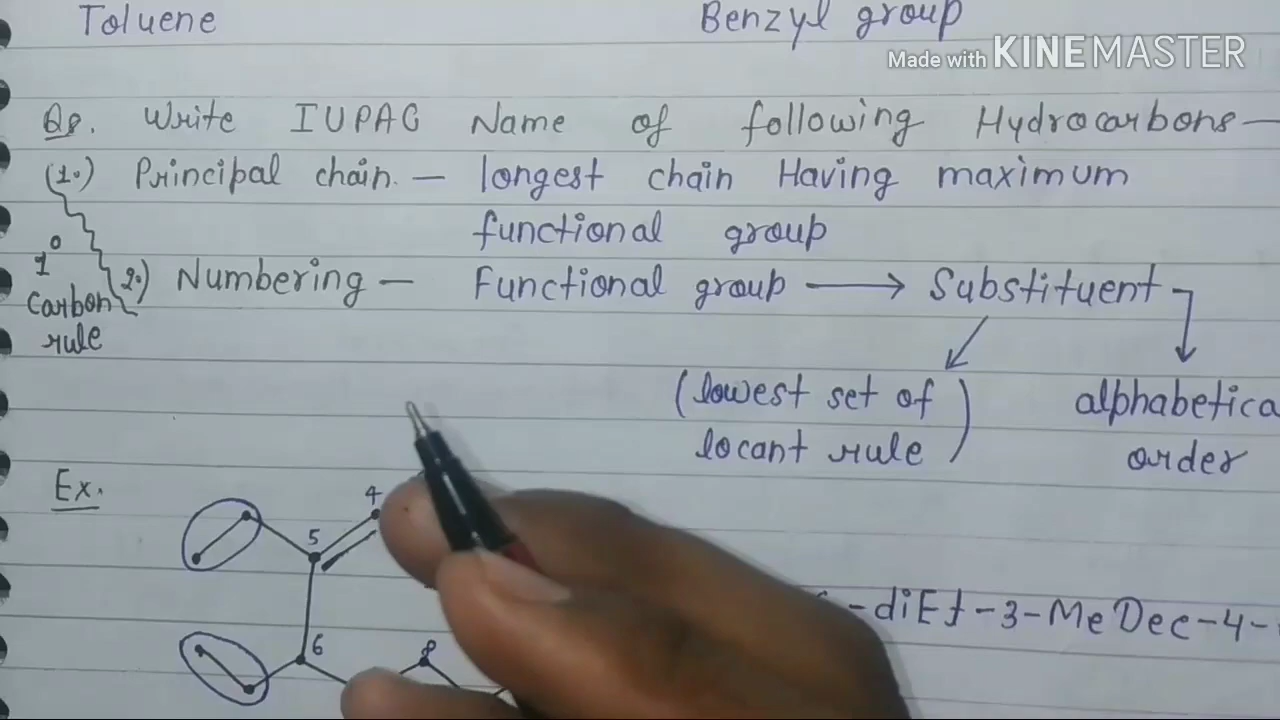 Toluene Benzyl group
Made with KINEMASTER
Qs. Write IUPAC Name of following Hydrocarbons—
(1.) Principal chain. — longest chain Having maximum
functional group
1° 2.) Numbering — Functional group → Substituent
carbon
rule
(lowest set of alphabetica
locant rule) order
Ex.
4
5
-diEt-3-MeDec-4-
6 8